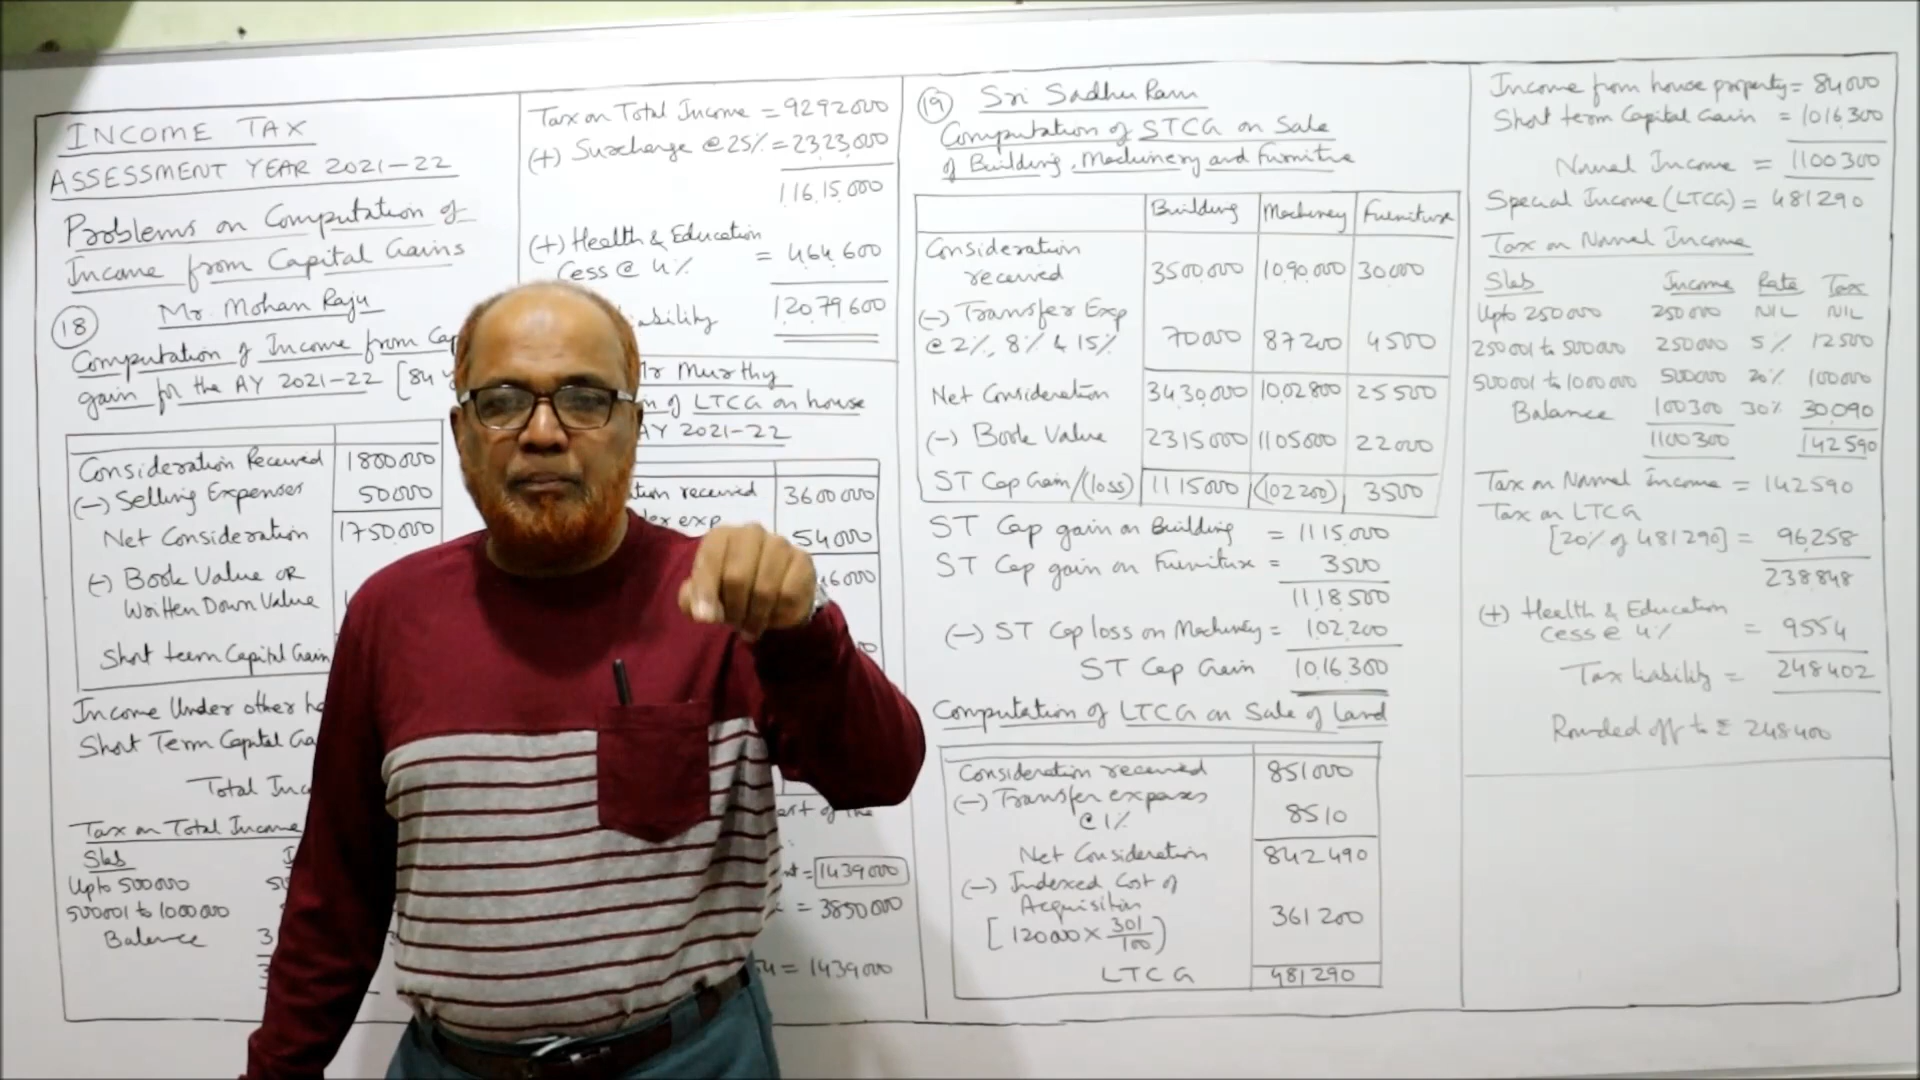 INCOME TAX
ASSESSMENT YEAR 2021-22
Problems on Computation of
Income from Capital Gains
18 Mr. Mohan Raju
Computation of Income from Cap
gain for the AY 2021-22 [84 y
Consideration Received 1800000
(-) Selling Expenses 50000
Net Consideration 1750000
(-) Book Value or
Written Down Value
Short term Capital Gain
Income Under other h
Short Term Capital Ga
Total Inc
Tax on Total Income
Slab
Upto 500000
500001 to 1000000
Balance
Tax on Total Income = 9292000
(+) Surcharge @ 25% = 2323000
11615000
(+) Health & Education
Cess @ 4% = 464600
iability 12079600
Mr Murthy
n of LTCG on house
AY 2021-22
tion received 3600000
exp
54000
46000
cost of the
= 1439000
= 3850000
= 1439000
19 Sri Sadhu Ram
Computation of STCG on Sale
of Building, Machinery and Furniture
Building Machinery Furniture
Consideration
received 3500000 1090000 30000
(-) Transfer Exp
@ 2%, 8% & 15% 70000 87200 4500
Net Consideration 3430000 1002800 25500
(-) Book Value 2315000 1105000 22000
ST Cap Gain/(loss) 1115000 (102200) 3500
ST Cap gain on Building = 1115000
ST Cap gain on Furniture = 3500
1118500
(-) ST Cap loss on Machinery = 102200
ST Cap Gain 1016300
Computation of LTCG on Sale of Land
Consideration received 851000
(-) Transfer expenses
@ 1% 8510
Net Consideration 842490
(-) Indexed Cost of
Acquisition
[120000 × 301/100) 361200
LTCG 481290
Income from house property = 84000
Short term Capital Gain = 1016300
Normal Income = 1100300
Special Income (LTCG) = 481290
Tax on Normal Income
Slab Income Rate Tax
Upto 250000 250000 NIL NIL
250001 to 500000 250000 5% 12500
500001 to 1000000 500000 20% 100000
Balance 100300 30% 30090
1100300 142590
Tax on Normal Income = 142590
Tax on LTCG
[20% of 481290] = 96258
238848
(+) Health & Education
cess @ 4% = 9554
Tax liability = 248402
Rounded off to ₹ 248400